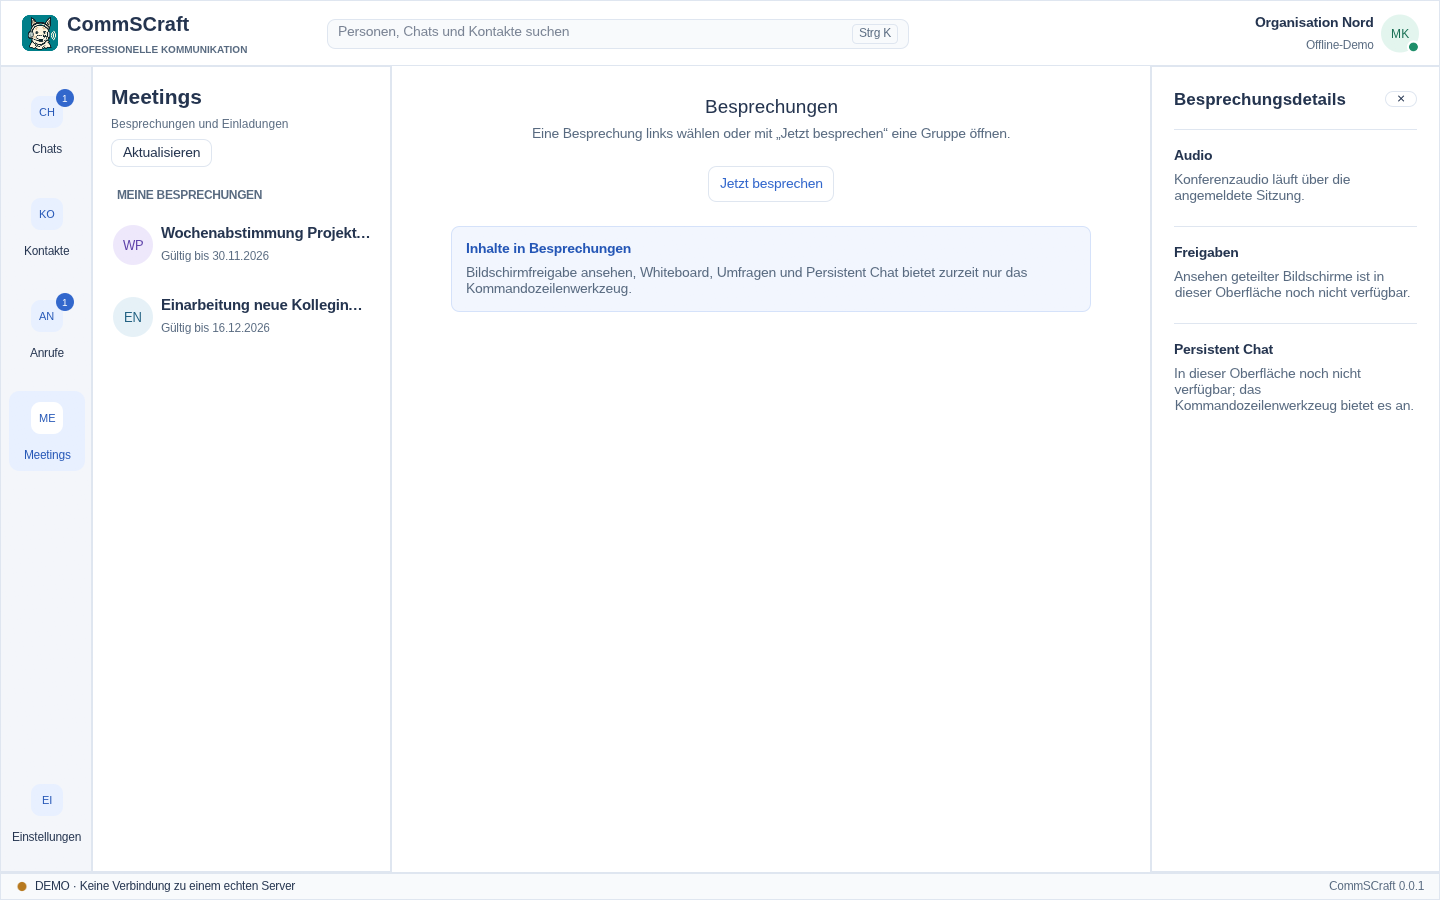 CommSCraft
PROFESSIONELLE KOMMUNIKATION
Personen, Chats und Kontakte suchen
Strg K
Organisation Nord
Offline-Demo
MK
CH
1
Chats
KO
Kontakte
AN
1
Anrufe
ME
Meetings
EI
Einstellungen
Meetings
Besprechungen und Einladungen
Aktualisieren
MEINE BESPRECHUNGEN
WP
Wochenabstimmung Projekt…
Gültig bis 30.11.2026
EN
Einarbeitung neue Kollegin…
Gültig bis 16.12.2026
Besprechungen
Eine Besprechung links wählen oder mit „Jetzt besprechen“ eine Gruppe öffnen.
Jetzt besprechen
Inhalte in Besprechungen
Bildschirmfreigabe ansehen, Whiteboard, Umfragen und Persistent Chat bietet zurzeit nur das
Kommandozeilenwerkzeug.
Besprechungsdetails
×
Audio
Konferenzaudio läuft über die
angemeldete Sitzung.
Freigaben
Ansehen geteilter Bildschirme ist in
dieser Oberfläche noch nicht verfügbar.
Persistent Chat
In dieser Oberfläche noch nicht
verfügbar; das
Kommandozeilenwerkzeug bietet es an.
DEMO · Keine Verbindung zu einem echten Server
CommSCraft 0.0.1